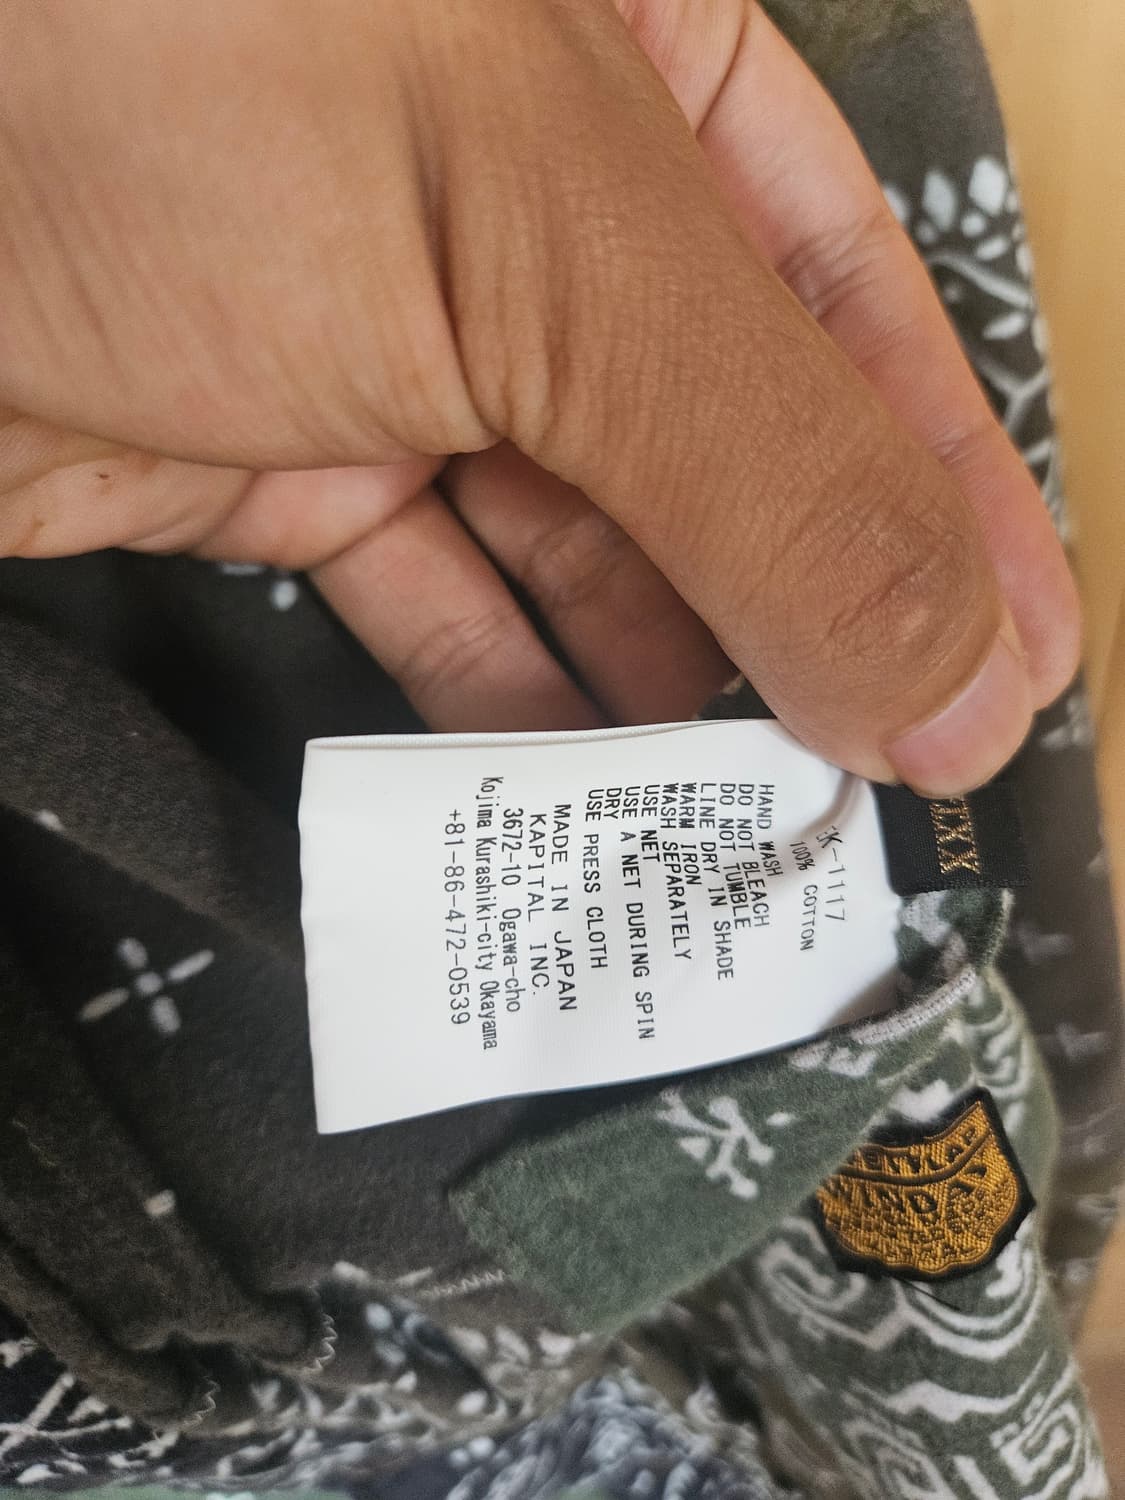 EK-1117
100% COTTON
HAND WASH
DO NOT BLEACH
DO NOT TUMBLE
LINE DRY IN SHADE
WARM IRON
WASH SEPARATELY
USE NET
USE A NET DURING SPIN
DRY
USE PRESS CLOTH
MADE IN JAPAN
KAPITAL INC.
3672-10 Ogawa-cho
Kojima Kurashiki-city Okayama
+81-86-472-0539
WIND